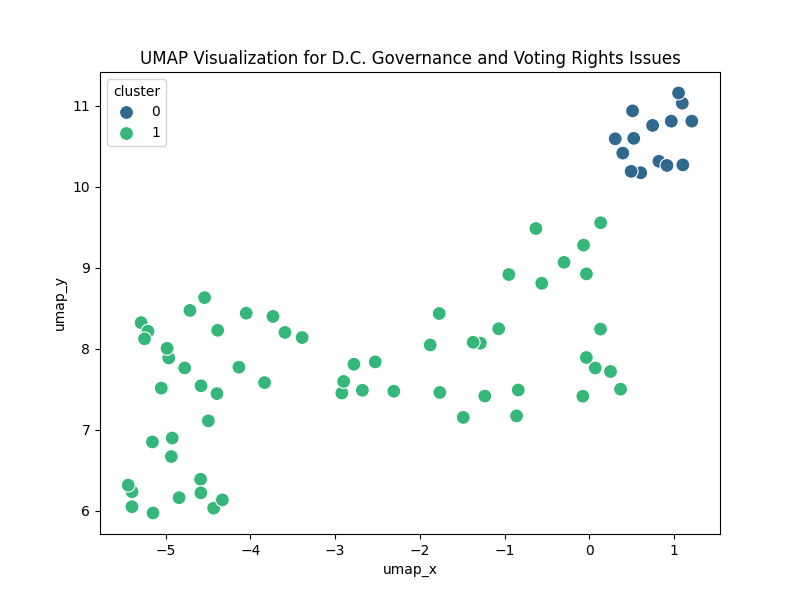 UMAP Visualization for D.C. Governance and Voting Rights Issues
cluster
0
1
11
10
9
8
7
6
umap_y
−5 −4 −3 −2 −1 0 1
umap_x